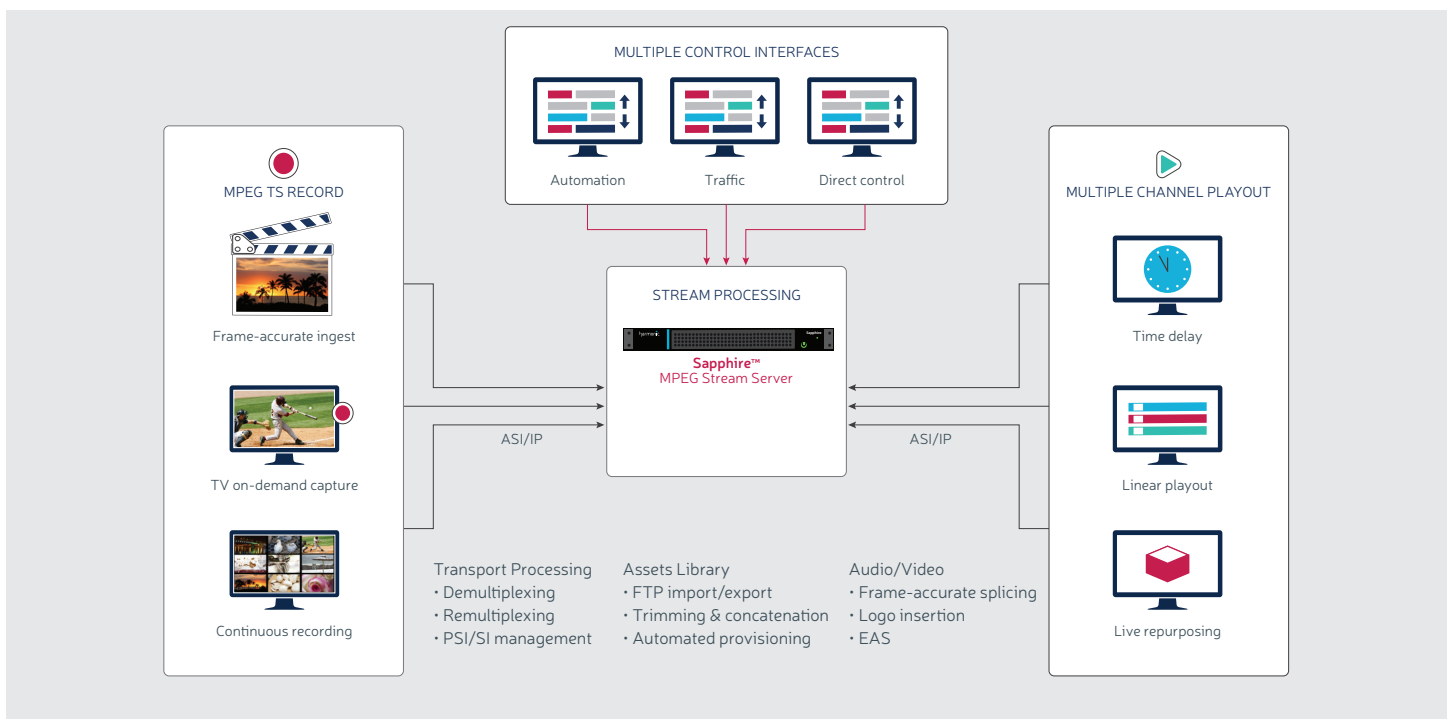 MULTIPLE CONTROL INTERFACES
Automation
Traffic
Direct control
MPEG TS RECORD
Frame-accurate ingest
TV on-demand capture
Continuous recording
ASI/IP
STREAM PROCESSING
harmonic
Sapphire
Sapphire™
MPEG Stream Server
ASI/IP
MULTIPLE CHANNEL PLAYOUT
Time delay
Linear playout
Live repurposing
Transport Processing
• Demultiplexing
• Remultiplexing
• PSI/SI management
Assets Library
• FTP import/export
• Trimming & concatenation
• Automated provisioning
Audio/Video
• Frame-accurate splicing
• Logo insertion
• EAS